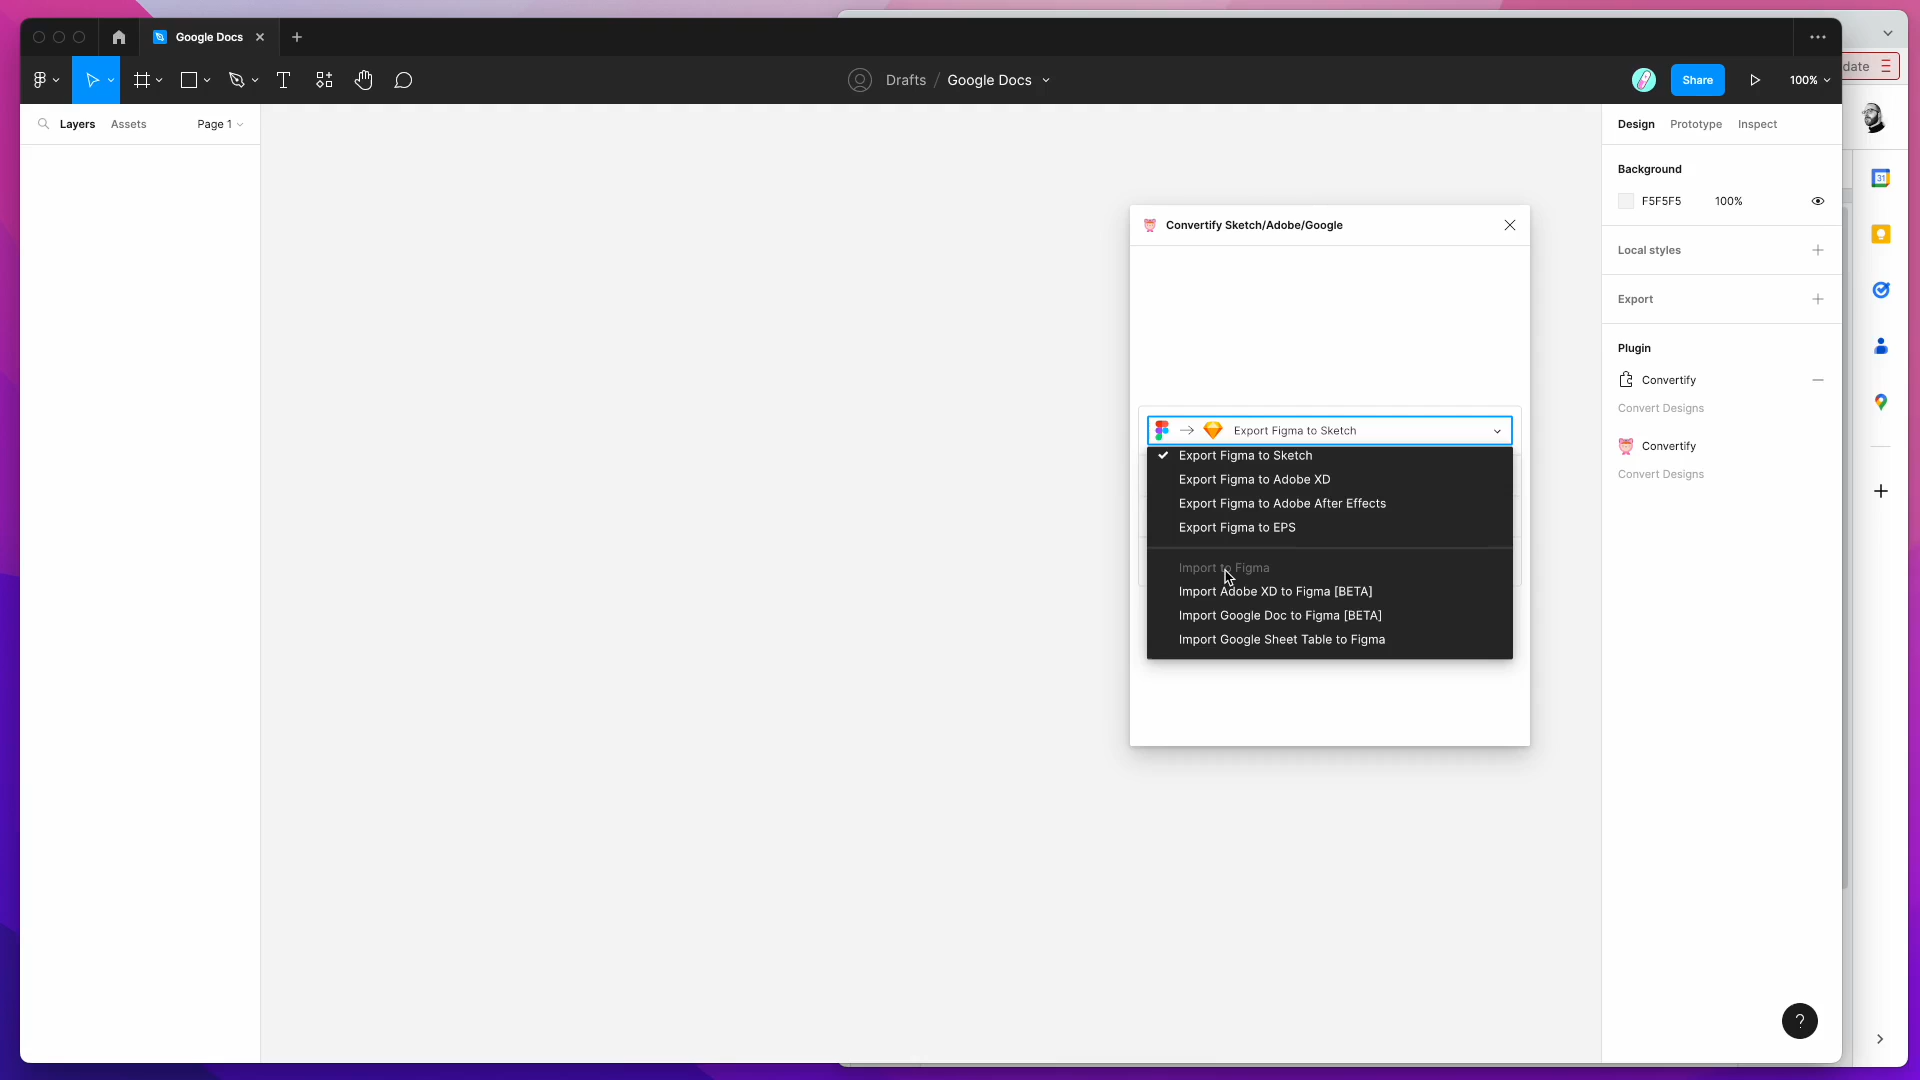 Google Docs
Drafts / Google Docs
Share
100%
date
Layers
Assets
Page 1
Design
Prototype
Inspect
Background
F5F5F5
100%
Local styles
Export
Plugin
Convertify
Convert Designs
Convertify
Convert Designs
31
Convertify Sketch/Adobe/Google
Export Figma to Sketch
Export Figma to Sketch
Export Figma to Adobe XD
Export Figma to Adobe After Effects
Export Figma to EPS
Import to Figma
Import Adobe XD to Figma [BETA]
Import Google Doc to Figma [BETA]
Import Google Sheet Table to Figma
?